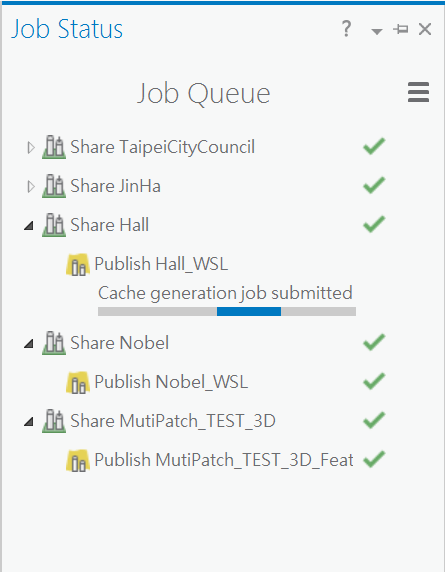 Job Status
?
Job Queue
Share TaipeiCityCouncil
Share JinHa
Share Hall
Publish Hall_WSL
Cache generation job submitted
Share Nobel
Publish Nobel_WSL
Share MutiPatch_TEST_3D
Publish MutiPatch_TEST_3D_Feat